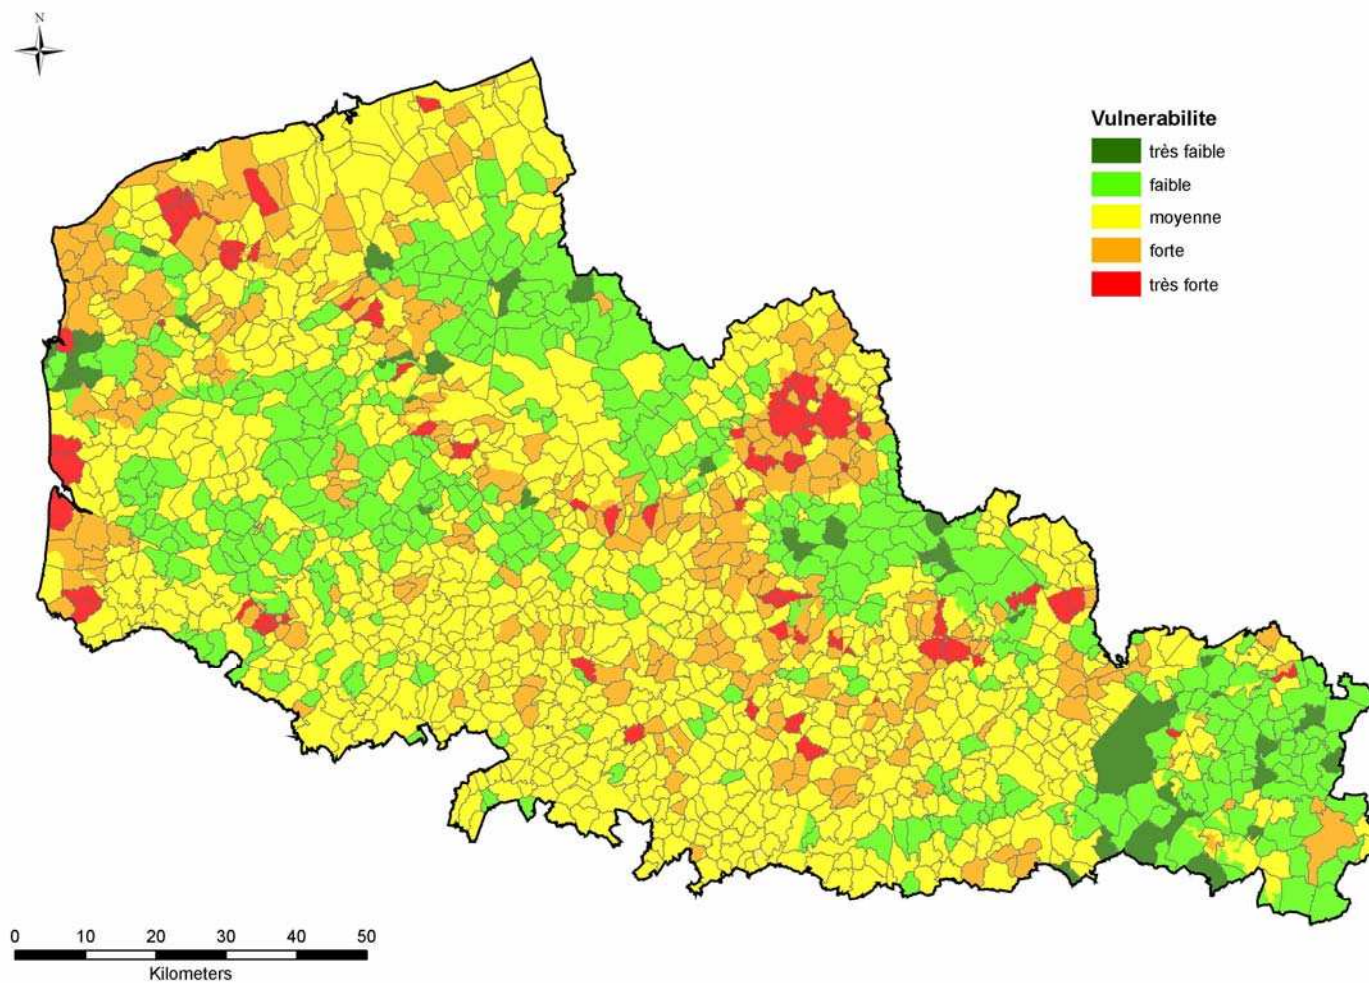 N
Vulnerabilite
très faible
faible
moyenne
forte
très forte
0 10 20 30 40 50
Kilometers